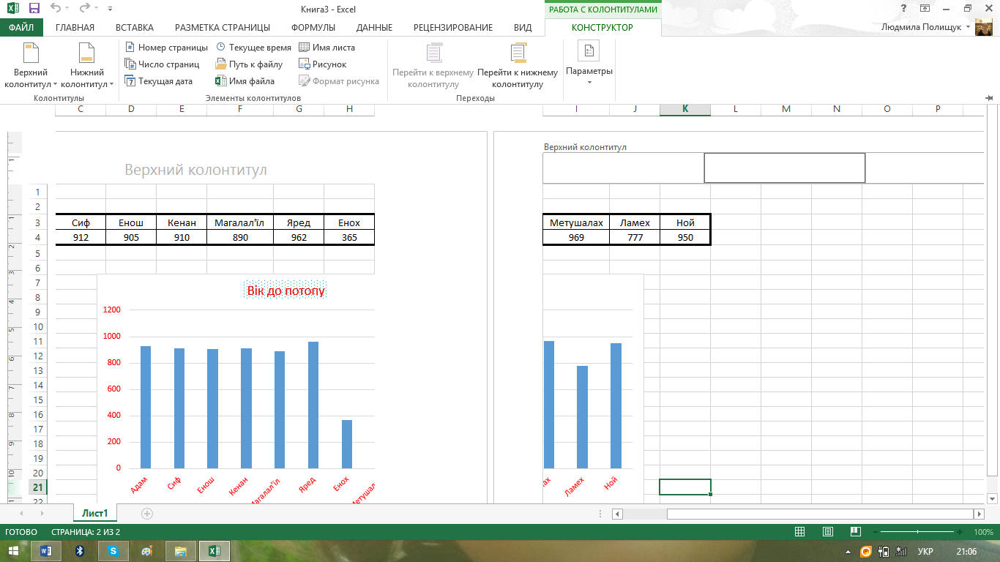 Книга3 - Excel
РАБОТА С КОЛОНТИТУЛАМИ
?
ФАЙЛ ГЛАВНАЯ ВСТАВКА РАЗМЕТКА СТРАНИЦЫ ФОРМУЛЫ ДАННЫЕ РЕЦЕНЗИРОВАНИЕ ВИД КОНСТРУКТОР Людмила Полищук
Верхний колонтитул
Нижний колонтитул
Колонтитулы
Номер страницы Текущее время Имя листа
Число страниц Путь к файлу Рисунок
Текущая дата Имя файла Формат рисунка
Элементы колонтитулов
Перейти к верхнему колонтитулу
Перейти к нижнему колонтитулу
Переходы
Параметры
C D E F G H I J K L M N O P
Верхний колонтитул
Верхний колонтитул
1
2
3 Сиф Енош Кенан Магалал'їл Яред Енох Метушалах Ламех Ной
4 912 905 910 890 962 365 969 777 950
5
6
7
8
9
10
11
12
13
14
15
16
17
18
19
20
21
22
Вік до потопу
1200
1000
800
600
400
200
0
Адам Сиф Енош Кенан Магалал'їл Яред Енох Метушалах Ламех Ной
Лист1
ГОТОВО СТРАНИЦА: 2 ИЗ 2 100%
УКР 21:06